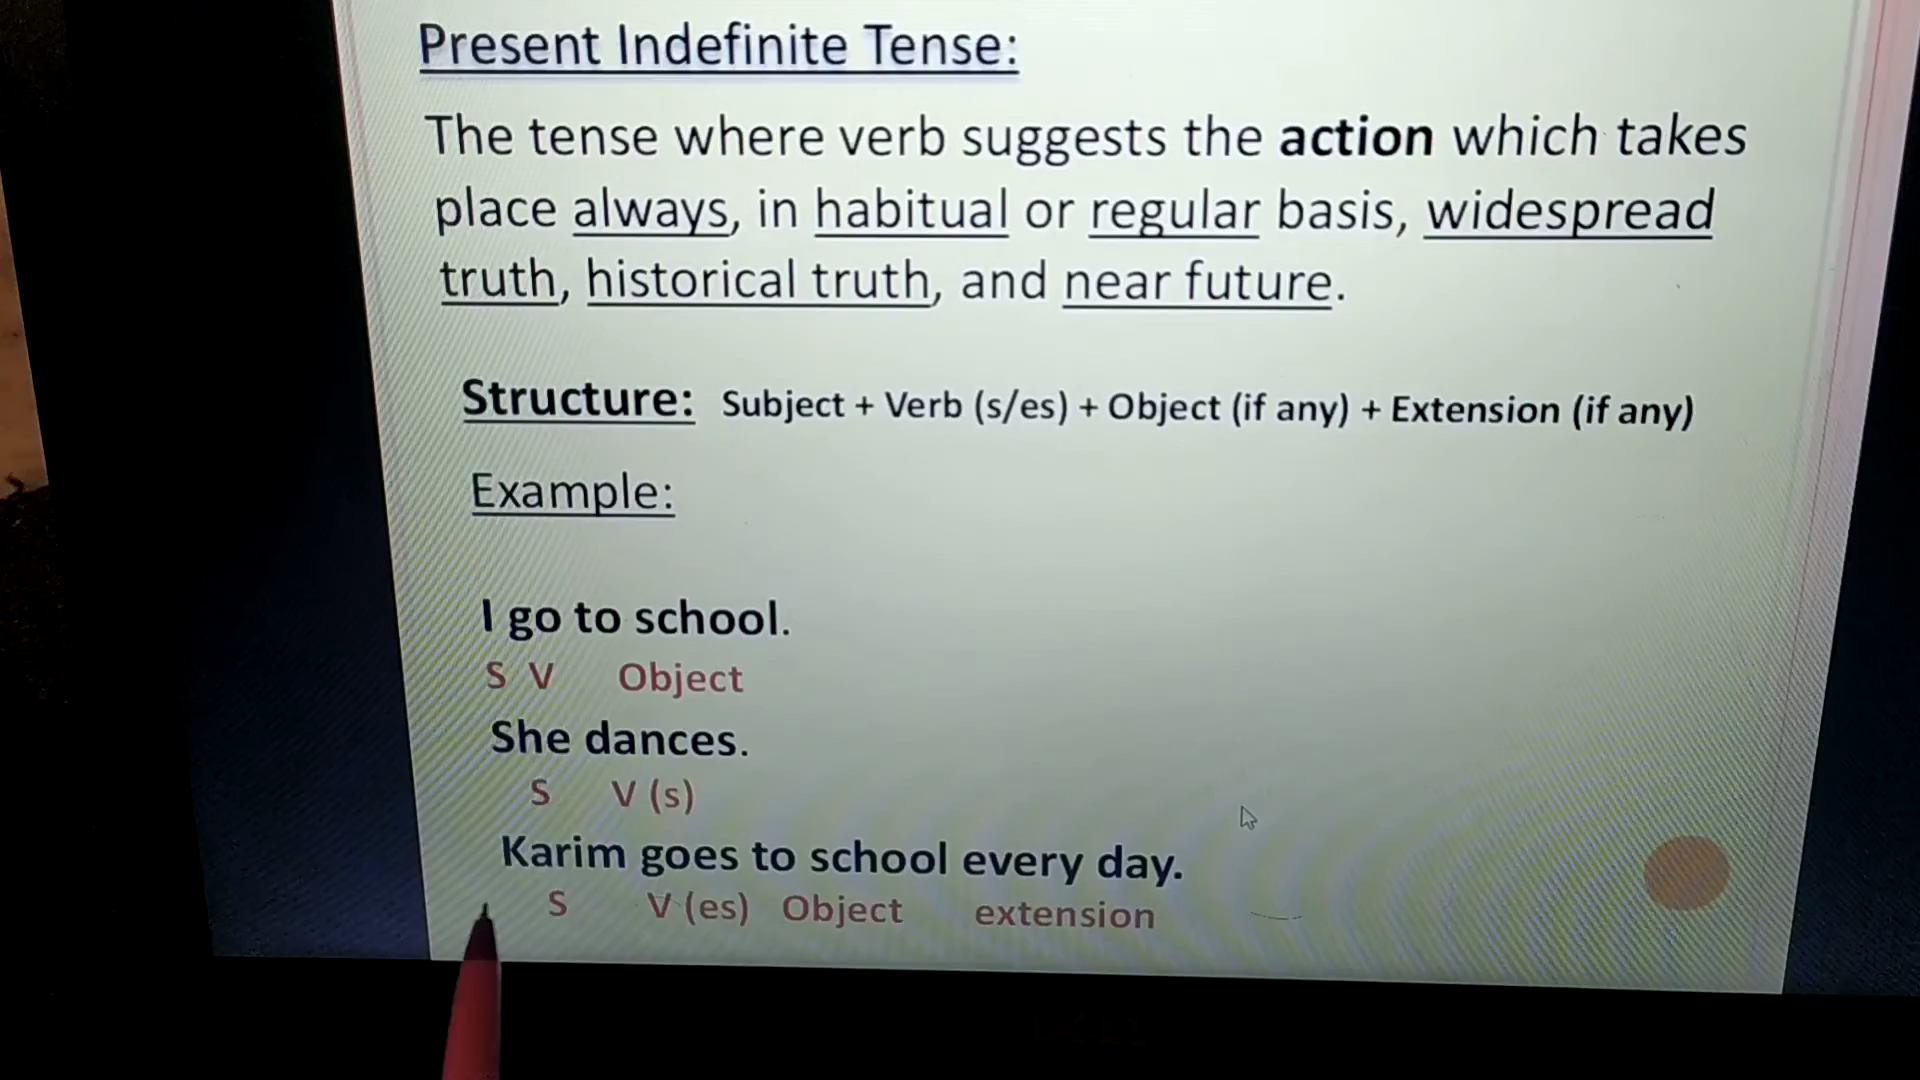 Present Indefinite Tense:
The tense where verb suggests the action which takes
place always, in habitual or regular basis, widespread
truth, historical truth, and near future.
Structure: Subject + Verb (s/es) + Object (if any) + Extension (if any)
Example:
I go to school.
S V Object
She dances.
S V (s)
Karim goes to school every day.
S V (es) Object extension